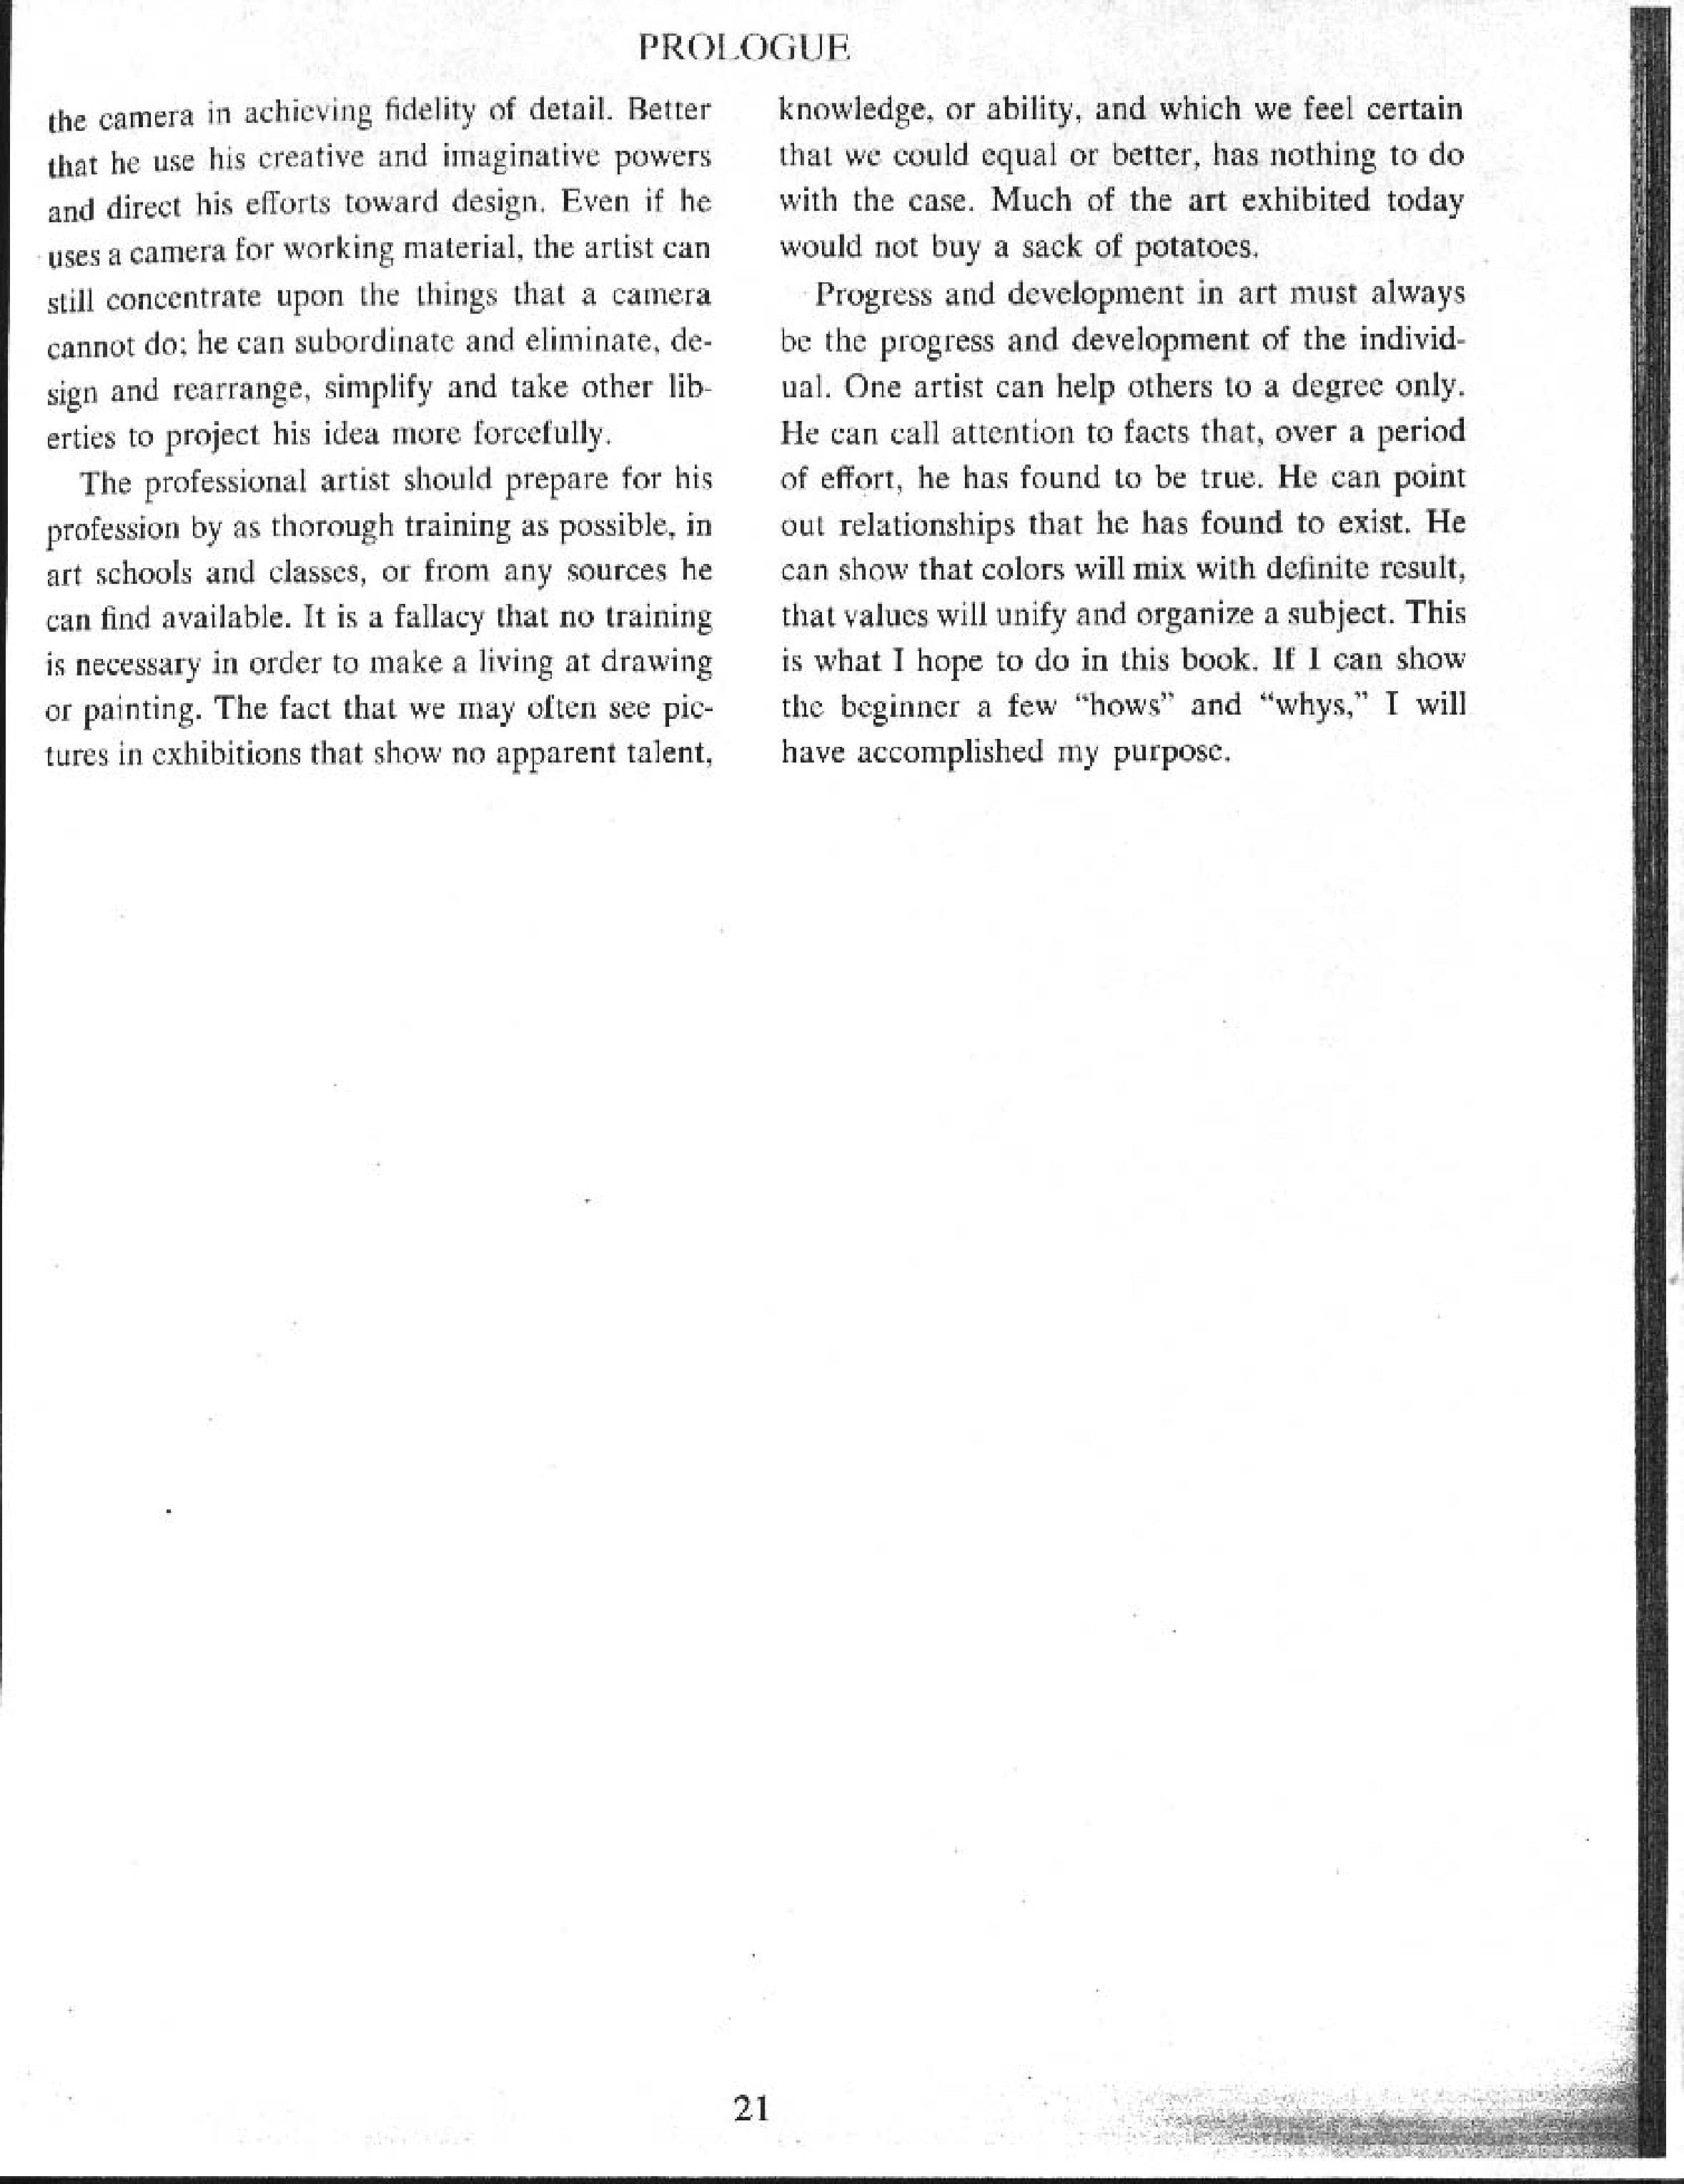 PROLOGUE
the camera in achieving fidelity of detail. Better
that he use his creative and imaginative powers
and direct his efforts toward design. Even if he
uses a camera for working material, the artist can
still concentrate upon the things that a camera
cannot do; he can subordinate and eliminate, de-
sign and rearrange, simplify and take other lib-
erties to project his idea more forcefully.
The professional artist should prepare for his
profession by as thorough training as possible, in
art schools and classes, or from any sources he
can find available. It is a fallacy that no training
is necessary in order to make a living at drawing
or painting. The fact that we may often see pic-
tures in exhibitions that show no apparent talent,
knowledge, or ability, and which we feel certain
that we could equal or better, has nothing to do
with the case. Much of the art exhibited today
would not buy a sack of potatoes.
Progress and development in art must always
be the progress and development of the individ-
ual. One artist can help others to a degree only.
He can call attention to facts that, over a period
of effort, he has found to be true. He can point
out relationships that he has found to exist. He
can show that colors will mix with definite result,
that values will unify and organize a subject. This
is what I hope to do in this book. If I can show
the beginner a few “hows” and “whys,” I will
have accomplished my purpose.
21